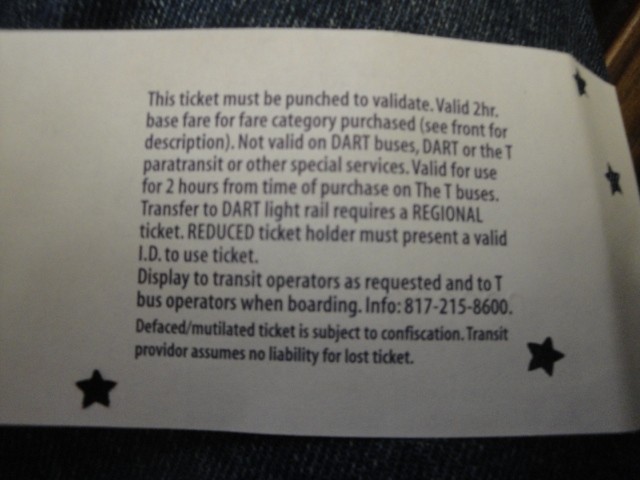 This ticket must be punched to validate. Valid 2hr.
base fare for fare category purchased (see front for
description). Not valid on DART buses, DART or the T
paratransit or other special services. Valid for use
for 2 hours from time of purchase on The T buses.
Transfer to DART light rail requires a REGIONAL
ticket. REDUCED ticket holder must present a valid
I.D. to use ticket.
Display to transit operators as requested and to T
bus operators when boarding. Info: 817-215-8600.
Defaced/mutilated ticket is subject to confiscation. Transit
providor assumes no liability for lost ticket.